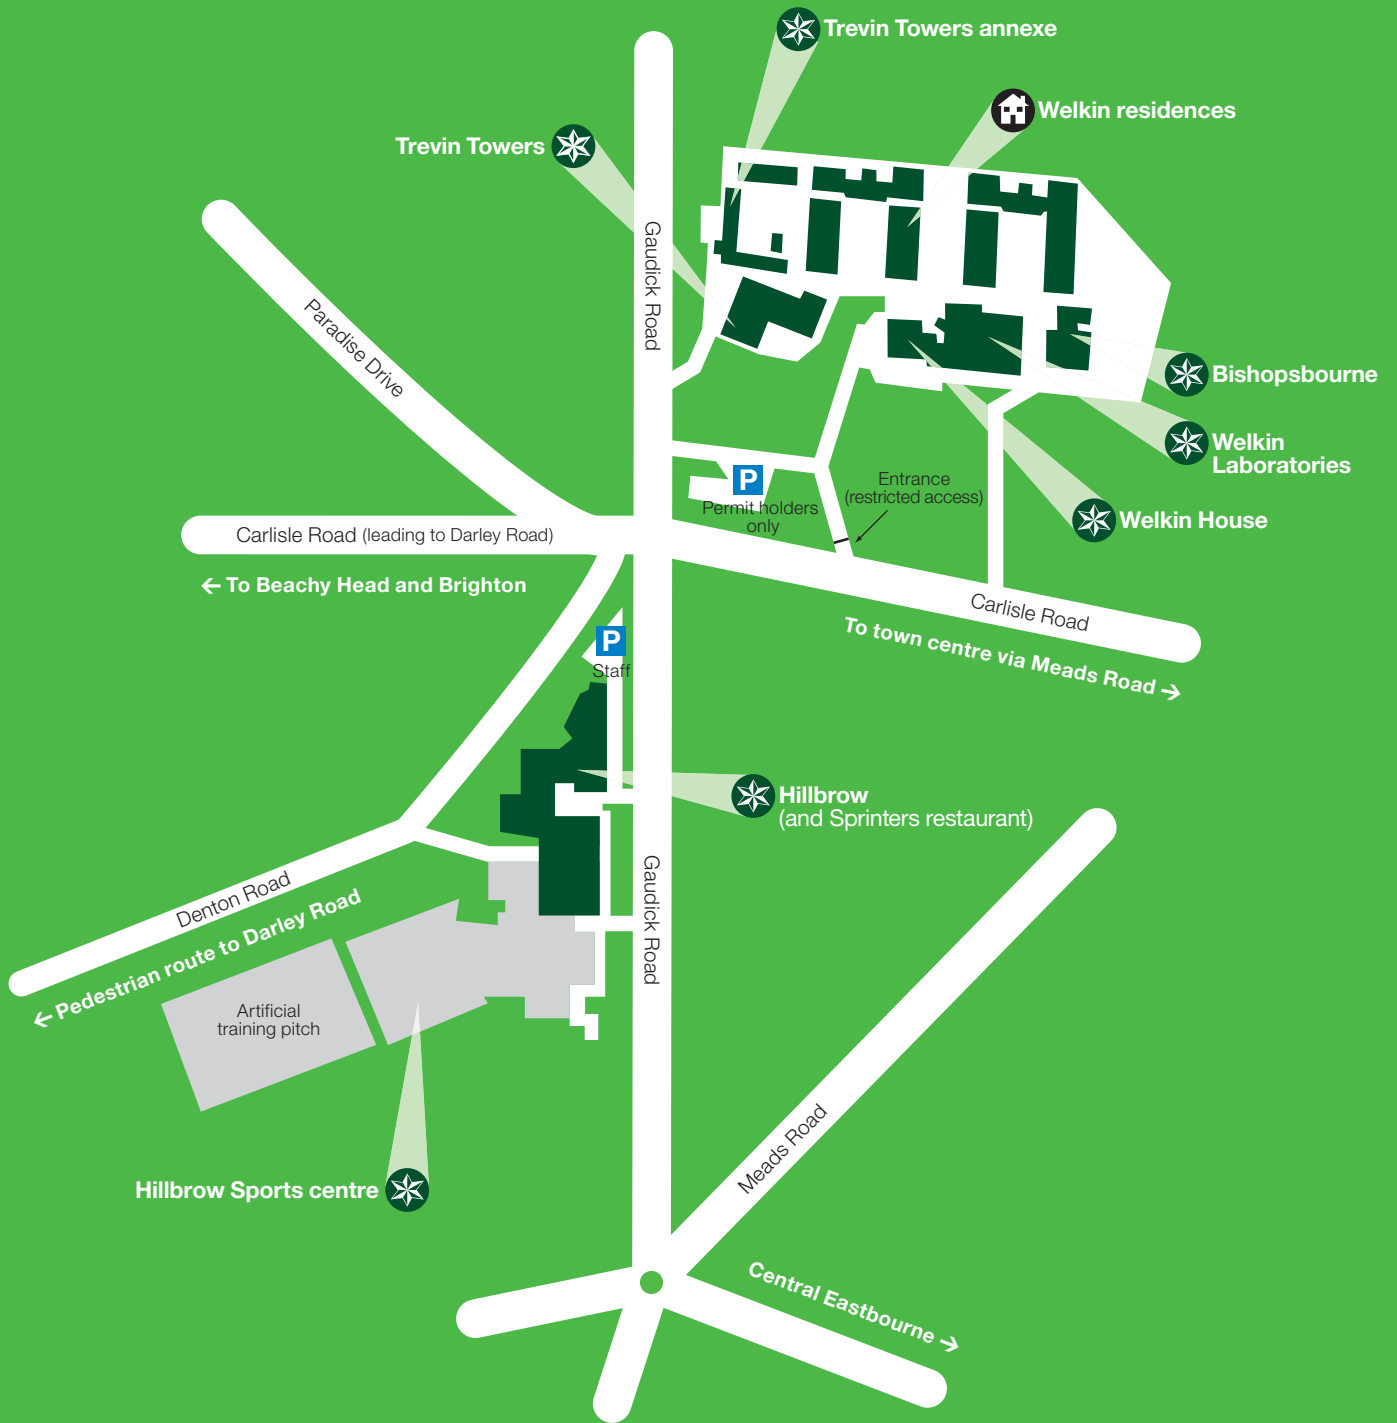 Trevin Towers annexe
Welkin residences
Trevin Towers
Gaudick Road
Paradise Drive
Bishopsbourne
Welkin
Laboratories
P
Permit holders
only
Entrance
(restricted access)
Welkin House
Carlisle Road (leading to Darley Road)
← To Beachy Head and Brighton
Carlisle Road
To town centre via Meads Road →
P
Staff
Hillbrow
(and Sprinters restaurant)
Gaudick Road
Denton Road
← Pedestrian route to Darley Road
Artificial
training pitch
Meads Road
Hillbrow Sports centre
Central Eastbourne →